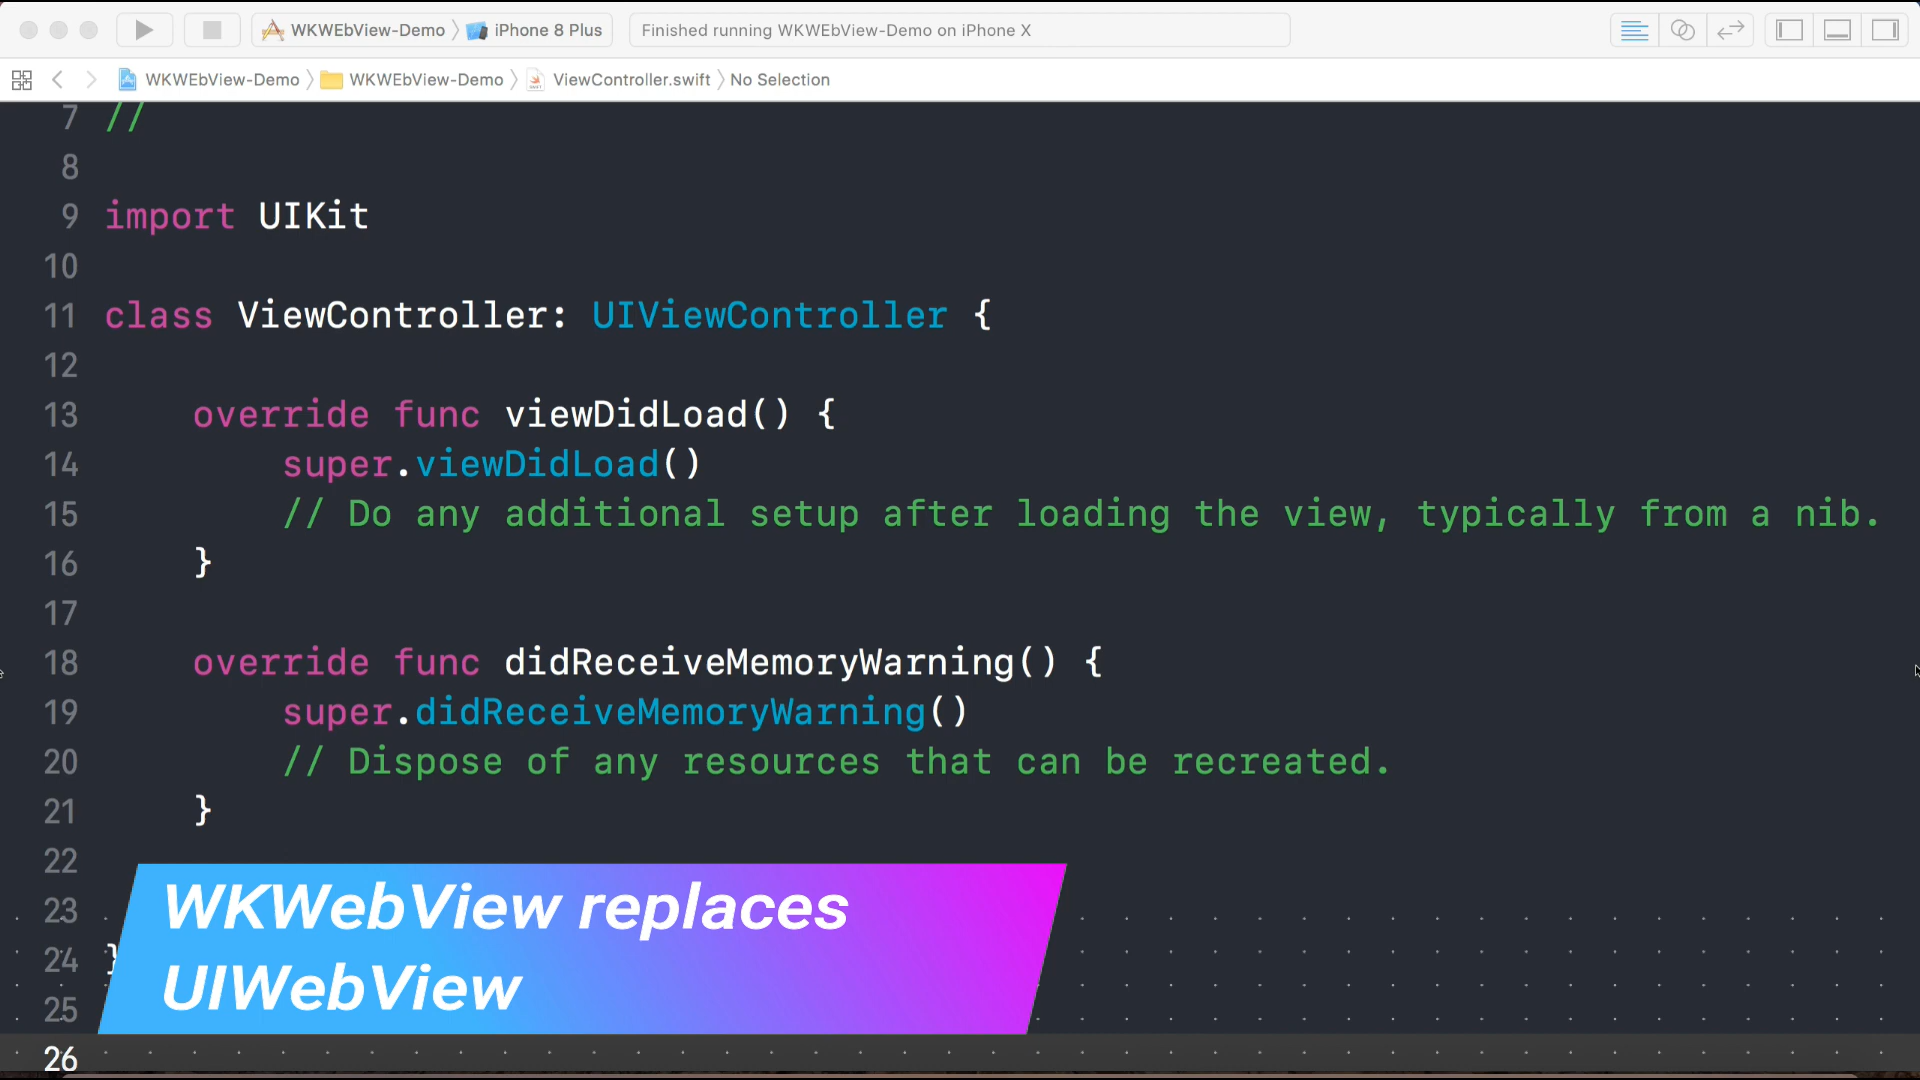 WKWEbView-Demo 〉 iPhone 8 Plus
Finished running WKWEbView-Demo on iPhone X
WKWEbView-Demo 〉 WKWEbView-Demo 〉 ViewController.swift 〉 No Selection
7 //
8
9 import UIKit
10
11 class ViewController: UIViewController {
12
13 override func viewDidLoad() {
14 super.viewDidLoad()
15 // Do any additional setup after loading the view, typically from a nib.
16 }
17
18 override func didReceiveMemoryWarning() {
19 super.didReceiveMemoryWarning()
20 // Dispose of any resources that can be recreated.
21 }
22
23
24 }
25
26
WKWebView replaces
UIWebView